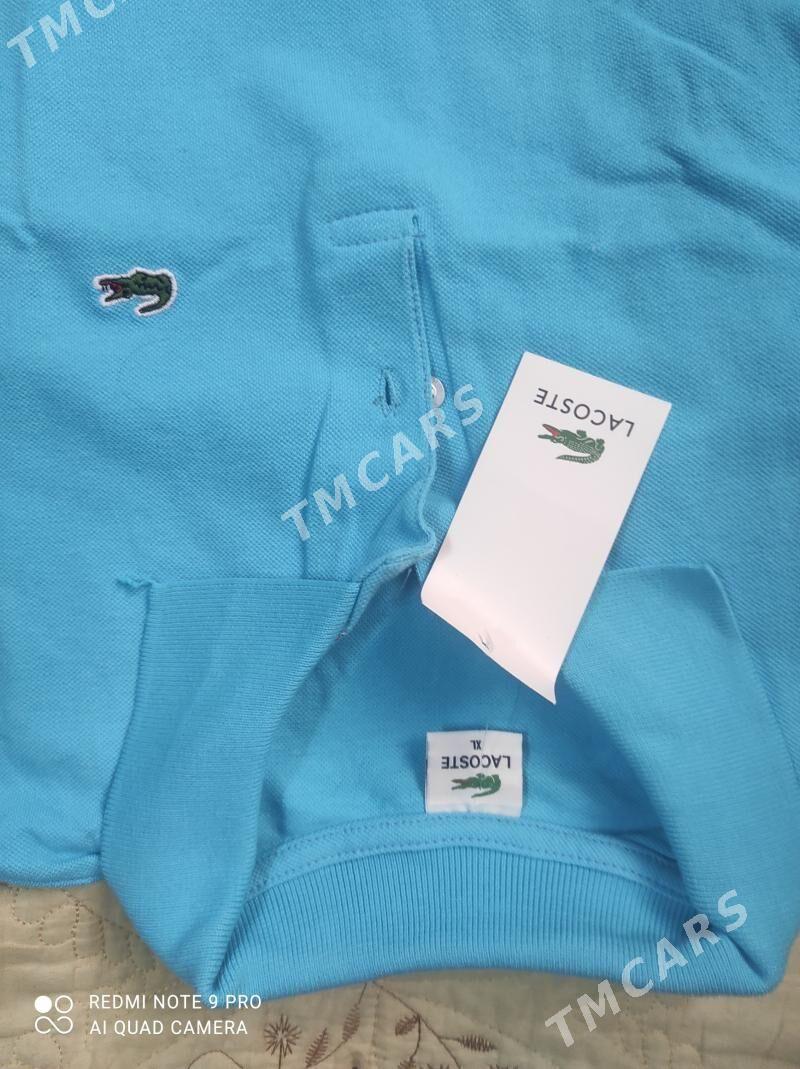 TMCARS
LACOSTE
TMCARS
LACOSTE
XL
TMCARS
REDMI NOTE 9 PRO
AI QUAD CAMERA